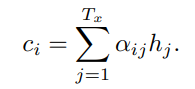 c_i = \sum_{j=1}^{T_x} \alpha_{ij} h_j.